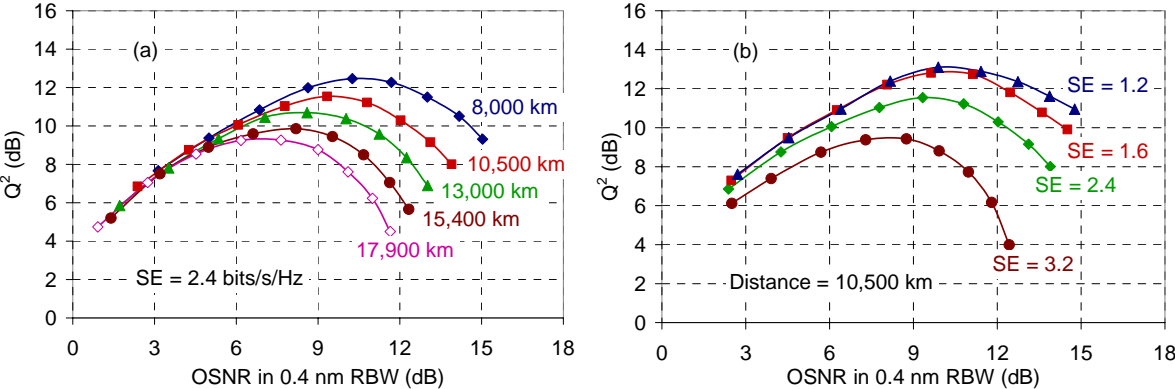 (a)
Q² (dB)
16
14
12
10
8
6
4
2
0
8,000 km
10,500 km
13,000 km
15,400 km
17,900 km
SE = 2.4 bits/s/Hz
0 3 6 9 12 15 18
OSNR in 0.4 nm RBW (dB)
(b)
Q² (dB)
16
14
12
10
8
6
4
2
0
SE = 1.2
SE = 1.6
SE = 2.4
SE = 3.2
Distance = 10,500 km
0 3 6 9 12 15 18
OSNR in 0.4 nm RBW (dB)